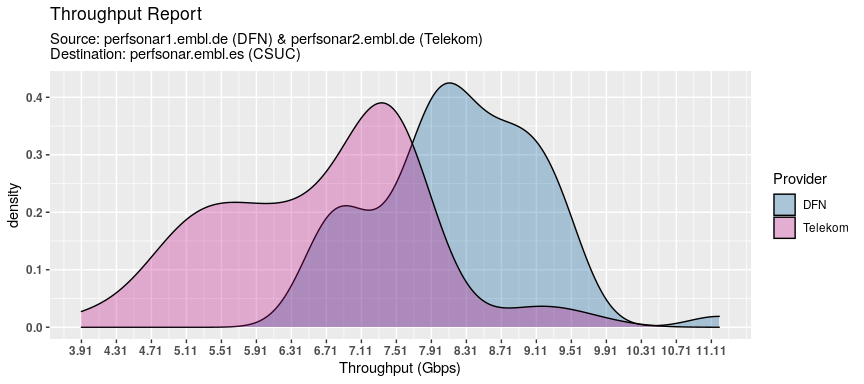 Throughput Report
Source: perfsonar1.embl.de (DFN) & perfsonar2.embl.de (Telekom)
Destination: perfsonar.embl.es (CSUC)
density
0.4
0.3
0.2
0.1
0.0
3.91 4.31 4.71 5.11 5.51 5.91 6.31 6.71 7.11 7.51 7.91 8.31 8.71 9.11 9.51 9.91 10.31 10.71 11.11
Throughput (Gbps)
Provider
DFN
Telekom